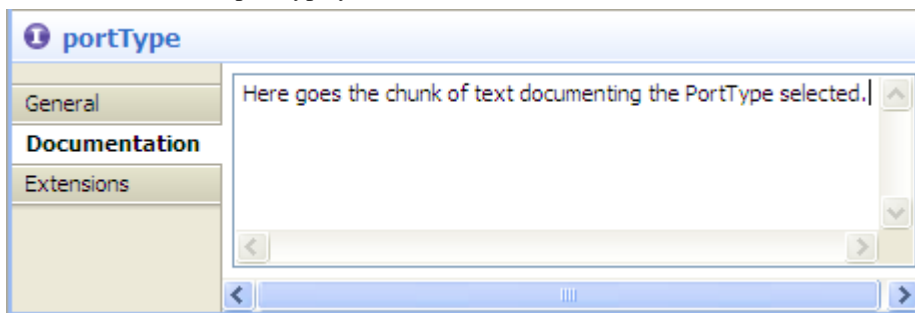 portType
General
Documentation
Extensions
Here goes the chunk of text documenting the PortType selected.